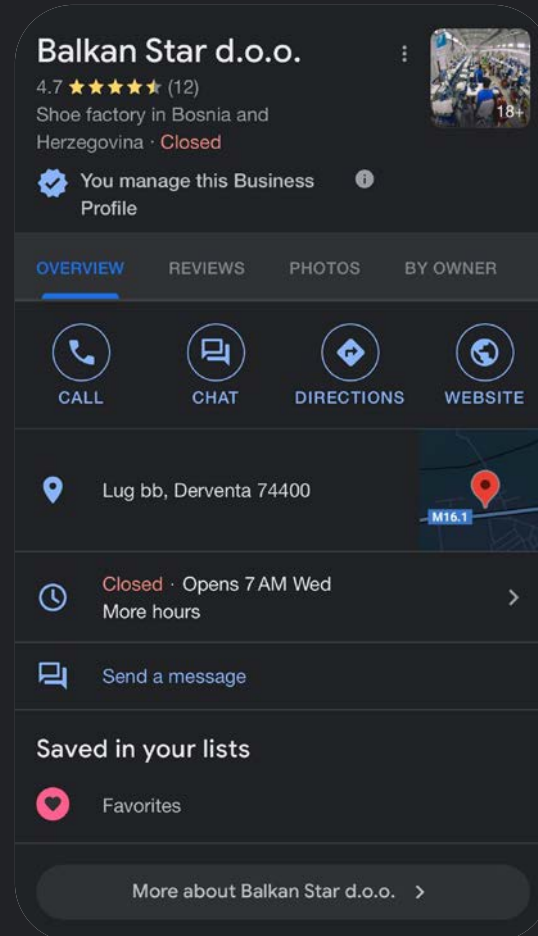 Balkan Star d.o.o.
4.7 (12)
Shoe factory in Bosnia and
Herzegovina · Closed
18+
You manage this Business
Profile
OVERVIEW REVIEWS PHOTOS BY OWNER
CALL CHAT DIRECTIONS WEBSITE
Lug bb, Derventa 74400
M16.1
Closed · Opens 7 AM Wed
More hours
Send a message
Saved in your lists
Favorites
More about Balkan Star d.o.o.